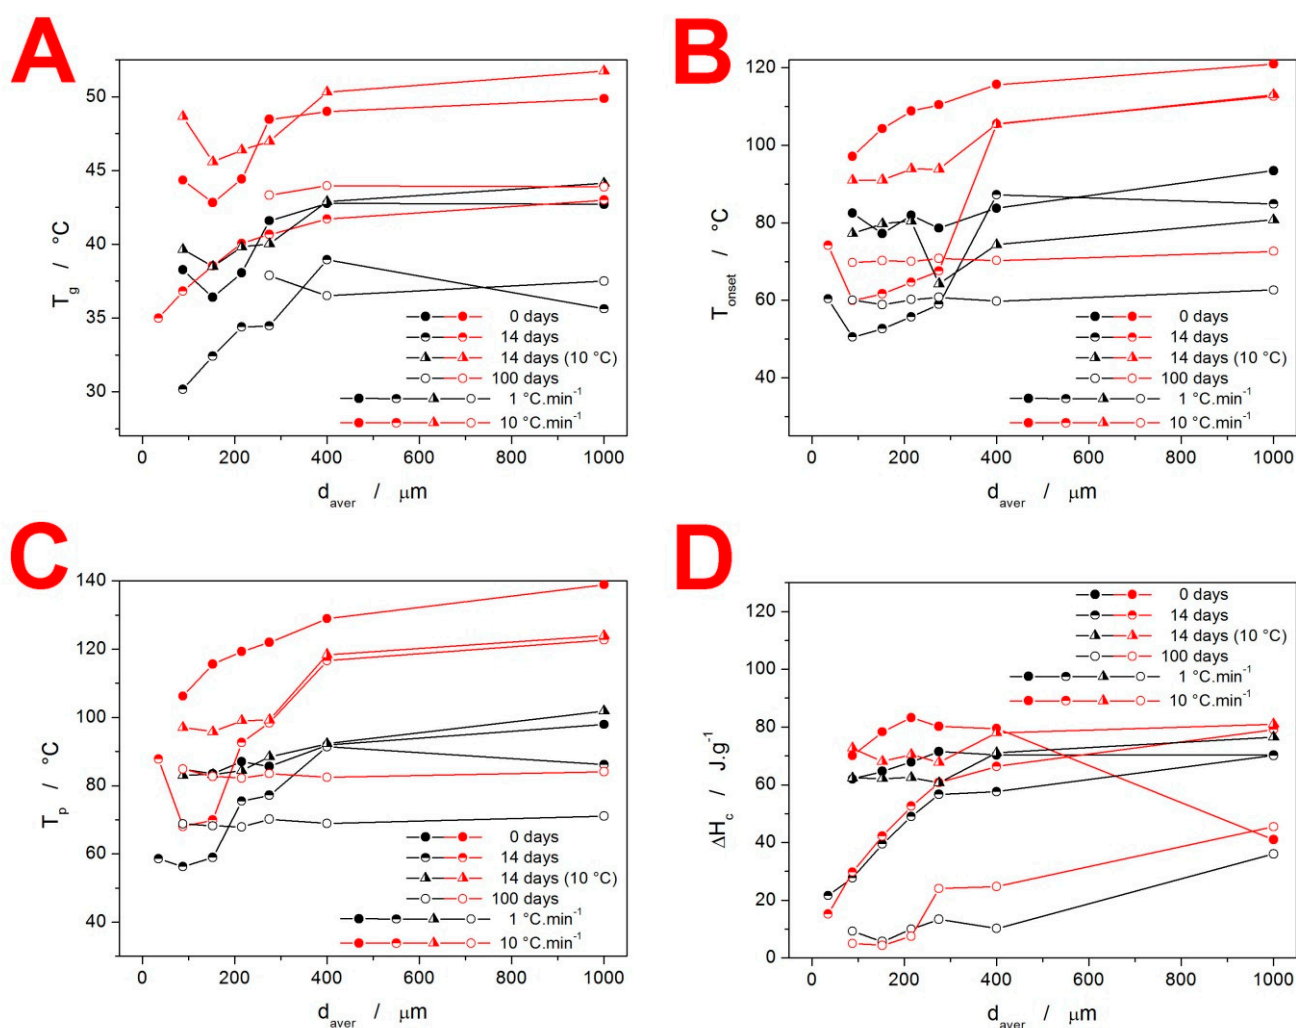 A
50
45
40
35
30
T_g / °C
0 days
14 days
14 days (10 °C)
100 days
1 °C.min⁻¹
10 °C.min⁻¹
0 200 400 600 800 1000
d_aver / μm
B
120
100
80
60
40
T_onset / °C
0 days
14 days
14 days (10 °C)
100 days
1 °C.min⁻¹
10 °C.min⁻¹
0 200 400 600 800 1000
d_aver / μm
C
140
120
100
80
60
40
T_p / °C
0 days
14 days
14 days (10 °C)
100 days
1 °C.min⁻¹
10 °C.min⁻¹
0 200 400 600 800 1000
d_aver / μm
D
120
100
80
60
40
20
0
ΔH_c / J.g⁻¹
0 days
14 days
14 days (10 °C)
100 days
1 °C.min⁻¹
10 °C.min⁻¹
0 200 400 600 800 1000
d_aver / μm